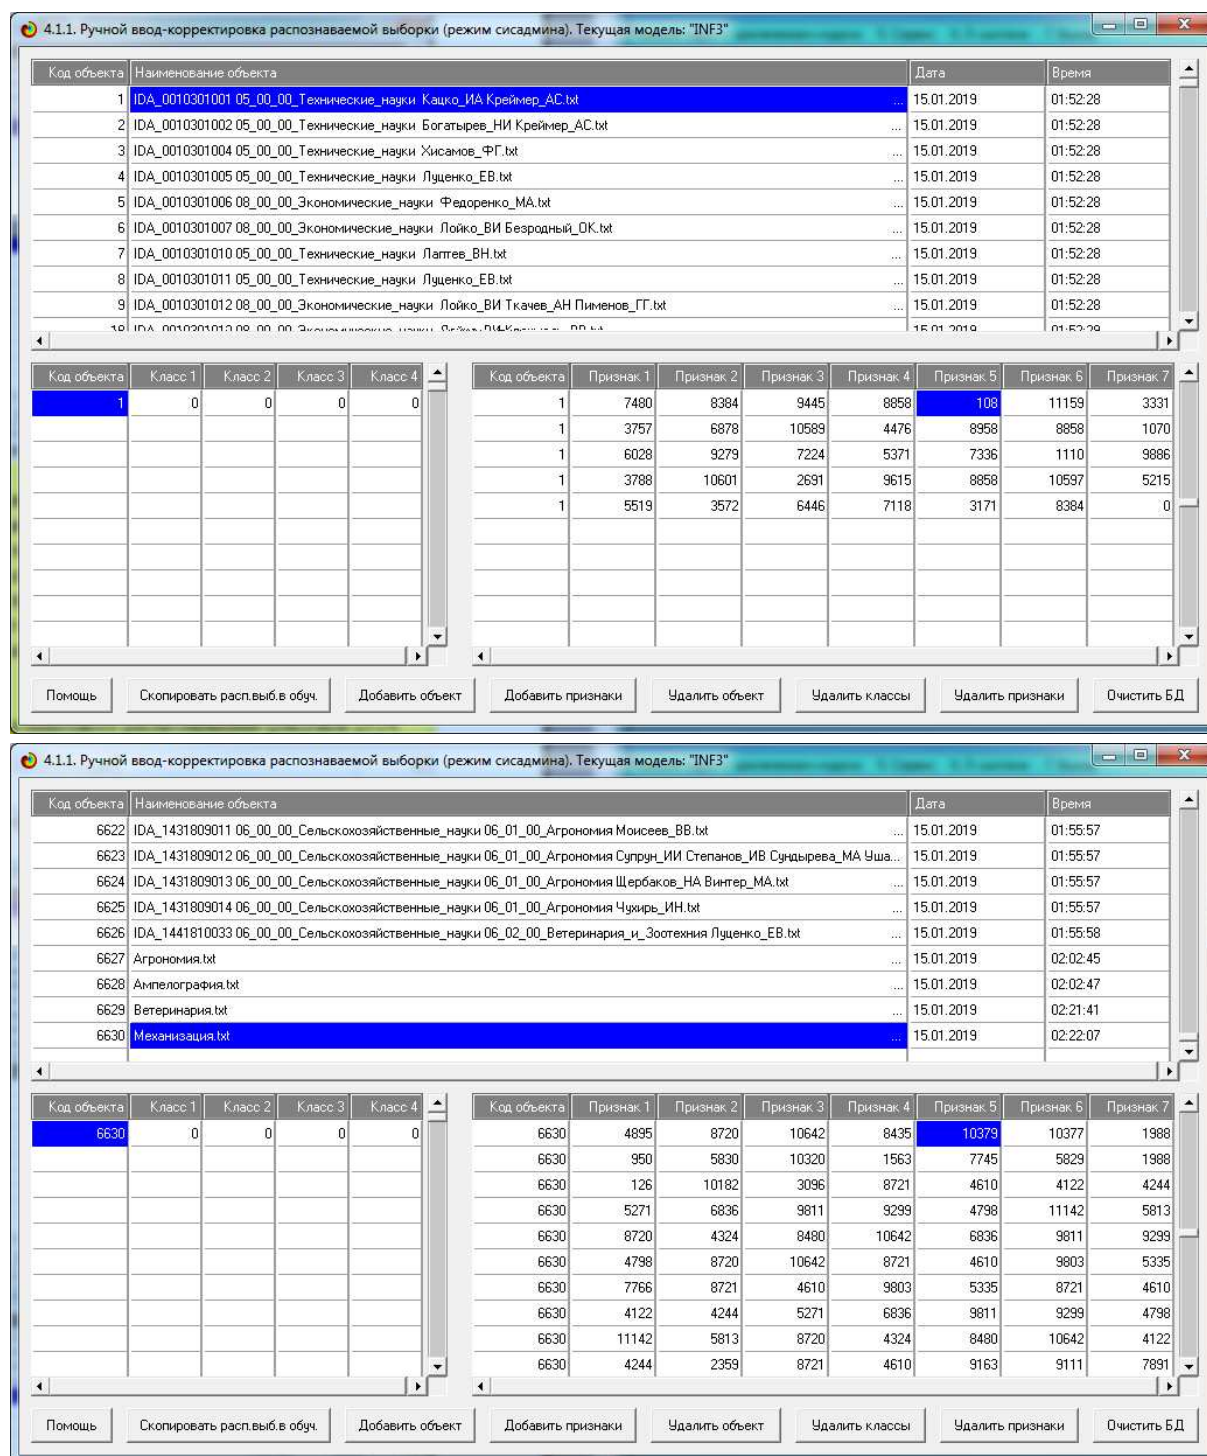 4.1.1. Ручной ввод-корректировка распознаваемой выборки (режим сисадмина). Текущая модель: "INF3"
Код объекта Наименование объекта Дата Время
1 IDA_0010301001 05_00_00_Технические_науки Кацко_ИА Креймер_АС.txt ... 15.01.2019 01:52:28
2 IDA_0010301002 05_00_00_Технические_науки Богатырев_НИ Креймер_АС.txt ... 15.01.2019 01:52:28
3 IDA_0010301004 05_00_00_Технические_науки Хисамов_ФГ.txt ... 15.01.2019 01:52:28
4 IDA_0010301005 05_00_00_Технические_науки Луценко_ЕВ.txt ... 15.01.2019 01:52:28
5 IDA_0010301006 08_00_00_Экономические_науки Федоренко_МА.txt ... 15.01.2019 01:52:28
6 IDA_0010301007 08_00_00_Экономические_науки Лойко_ВИ Безродный_ОК.txt ... 15.01.2019 01:52:28
7 IDA_0010301010 05_00_00_Технические_науки Лаптев_ВН.txt ... 15.01.2019 01:52:28
8 IDA_0010301011 05_00_00_Технические_науки Луценко_ЕВ.txt ... 15.01.2019 01:52:28
9 IDA_0010301012 08_00_00_Экономические_науки Лойко_ВИ Ткачев_АН Пименов_ГГ.txt ... 15.01.2019 01:52:28
Код объекта Класс 1 Класс 2 Класс 3 Класс 4 Код объекта Признак 1 Признак 2 Признак 3 Признак 4 Признак 5 Признак 6 Признак 7
1 0 0 0 0 1 7480 8384 9445 8858 108 11159 3331
1 3757 6878 10589 4476 8958 8858 1070
1 6028 9279 7224 5371 7336 1110 9886
1 3788 10601 2691 9615 8858 10597 5215
1 5519 3572 6446 7118 3171 8384 0
Помощь Скопировать расп.выб.в обуч. Добавить объект Добавить признаки Удалить объект Удалить классы Удалить признаки Очистить БД
4.1.1. Ручной ввод-корректировка распознаваемой выборки (режим сисадмина). Текущая модель: "INF3"
Код объекта Наименование объекта Дата Время
6622 IDA_1431809011 06_00_00_Сельскохозяйственные_науки 06_01_00_Агрономия Моисеев_ВВ.txt ... 15.01.2019 01:55:57
6623 IDA_1431809012 06_00_00_Сельскохозяйственные_науки 06_01_00_Агрономия Супрун_ИИ Степанов_ИВ Сундырева_МА Уша... 15.01.2019 01:55:57
6624 IDA_1431809013 06_00_00_Сельскохозяйственные_науки 06_01_00_Агрономия Щербаков_НА Винтер_МА.txt ... 15.01.2019 01:55:57
6625 IDA_1431809014 06_00_00_Сельскохозяйственные_науки 06_01_00_Агрономия Чухирь_ИН.txt ... 15.01.2019 01:55:57
6626 IDA_1441810033 06_00_00_Сельскохозяйственные_науки 06_02_00_Ветеринария_и_Зоотехния Луценко_ЕВ.txt ... 15.01.2019 01:55:58
6627 Агрономия.txt ... 15.01.2019 02:02:45
6628 Ампелография.txt ... 15.01.2019 02:02:47
6629 Ветеринария.txt ... 15.01.2019 02:21:41
6630 Механизация.txt ... 15.01.2019 02:22:07
Код объекта Класс 1 Класс 2 Класс 3 Класс 4 Код объекта Признак 1 Признак 2 Признак 3 Признак 4 Признак 5 Признак 6 Признак 7
6630 0 0 0 0 6630 4895 8720 10642 8435 10379 10377 1988
6630 950 5830 10320 1563 7745 5829 1988
6630 126 10182 3096 8721 4610 4122 4244
6630 5271 6836 9811 9299 4798 11142 5813
6630 8720 4324 8480 10642 6836 9811 9299
6630 4798 8720 10642 8721 4610 9803 5335
6630 7766 8721 4610 9803 5335 8721 4610
6630 4122 4244 5271 6836 9811 9299 4798
6630 11142 5813 8720 4324 8480 10642 4122
6630 4244 2359 8721 4610 9163 9111 7891
Помощь Скопировать расп.выб.в обуч. Добавить объект Добавить признаки Удалить объект Удалить классы Удалить признаки Очистить БД